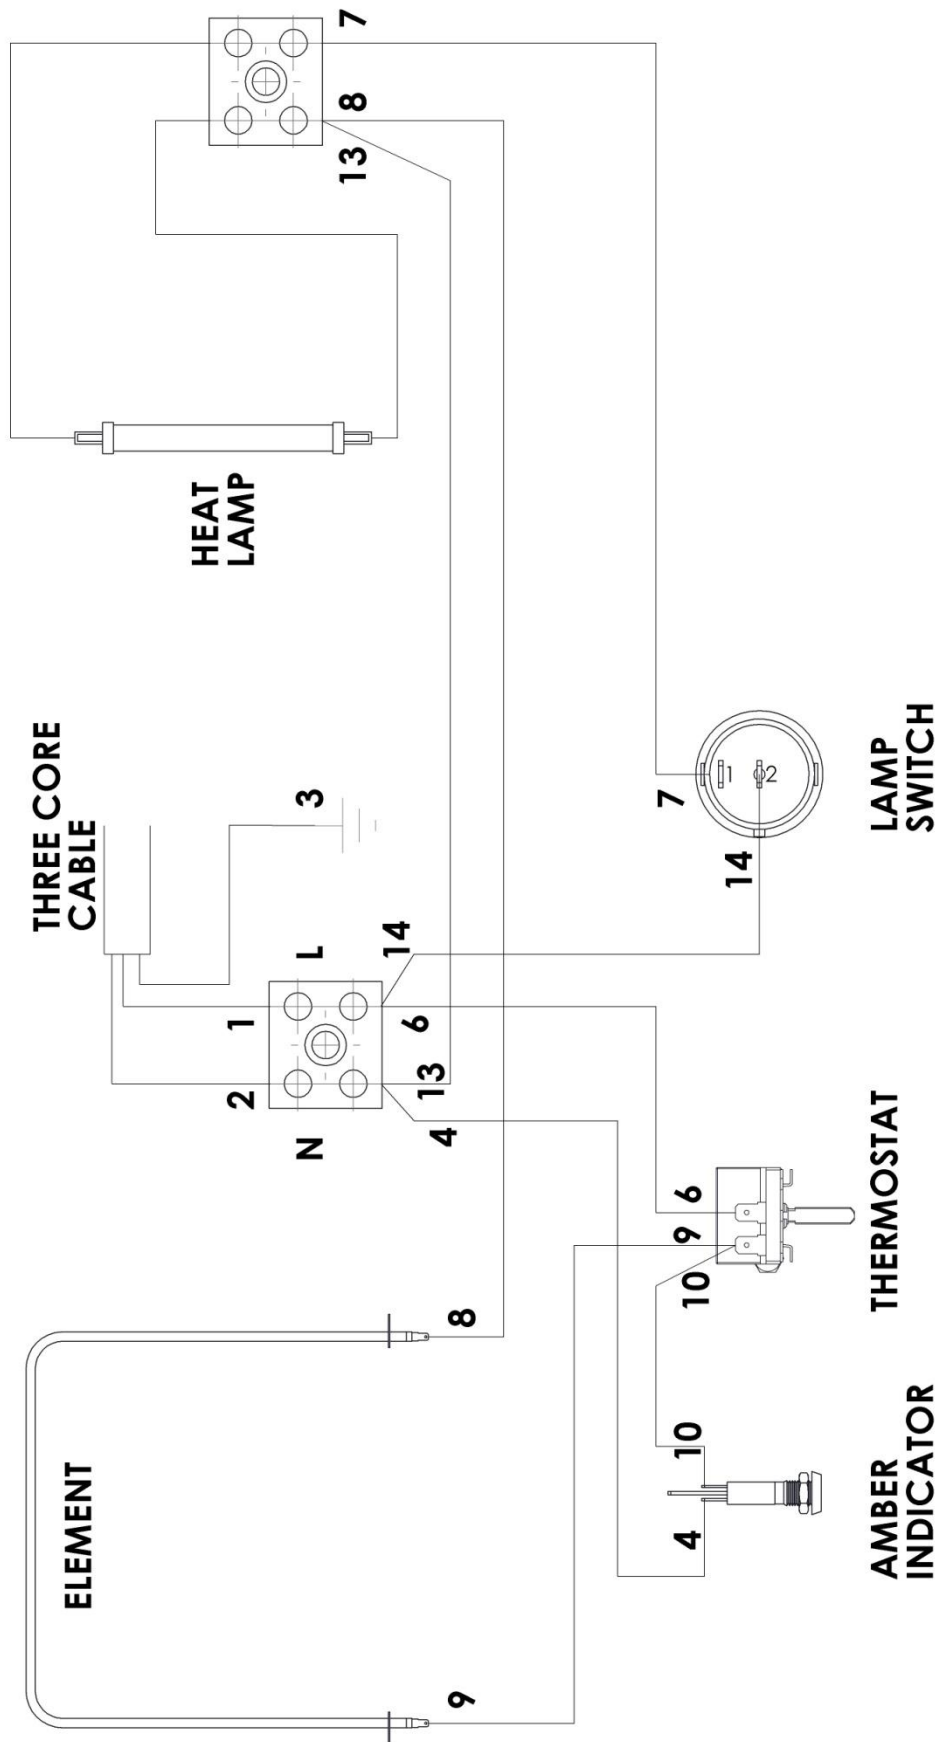 7
8
13
HEAT
LAMP
THREE CORE
CABLE
3
L
1
14
6
2
13
N
4
7
1
2
14
LAMP
SWITCH
6
9
10
THERMOSTAT
8
ELEMENT
9
10
4
AMBER
INDICATOR